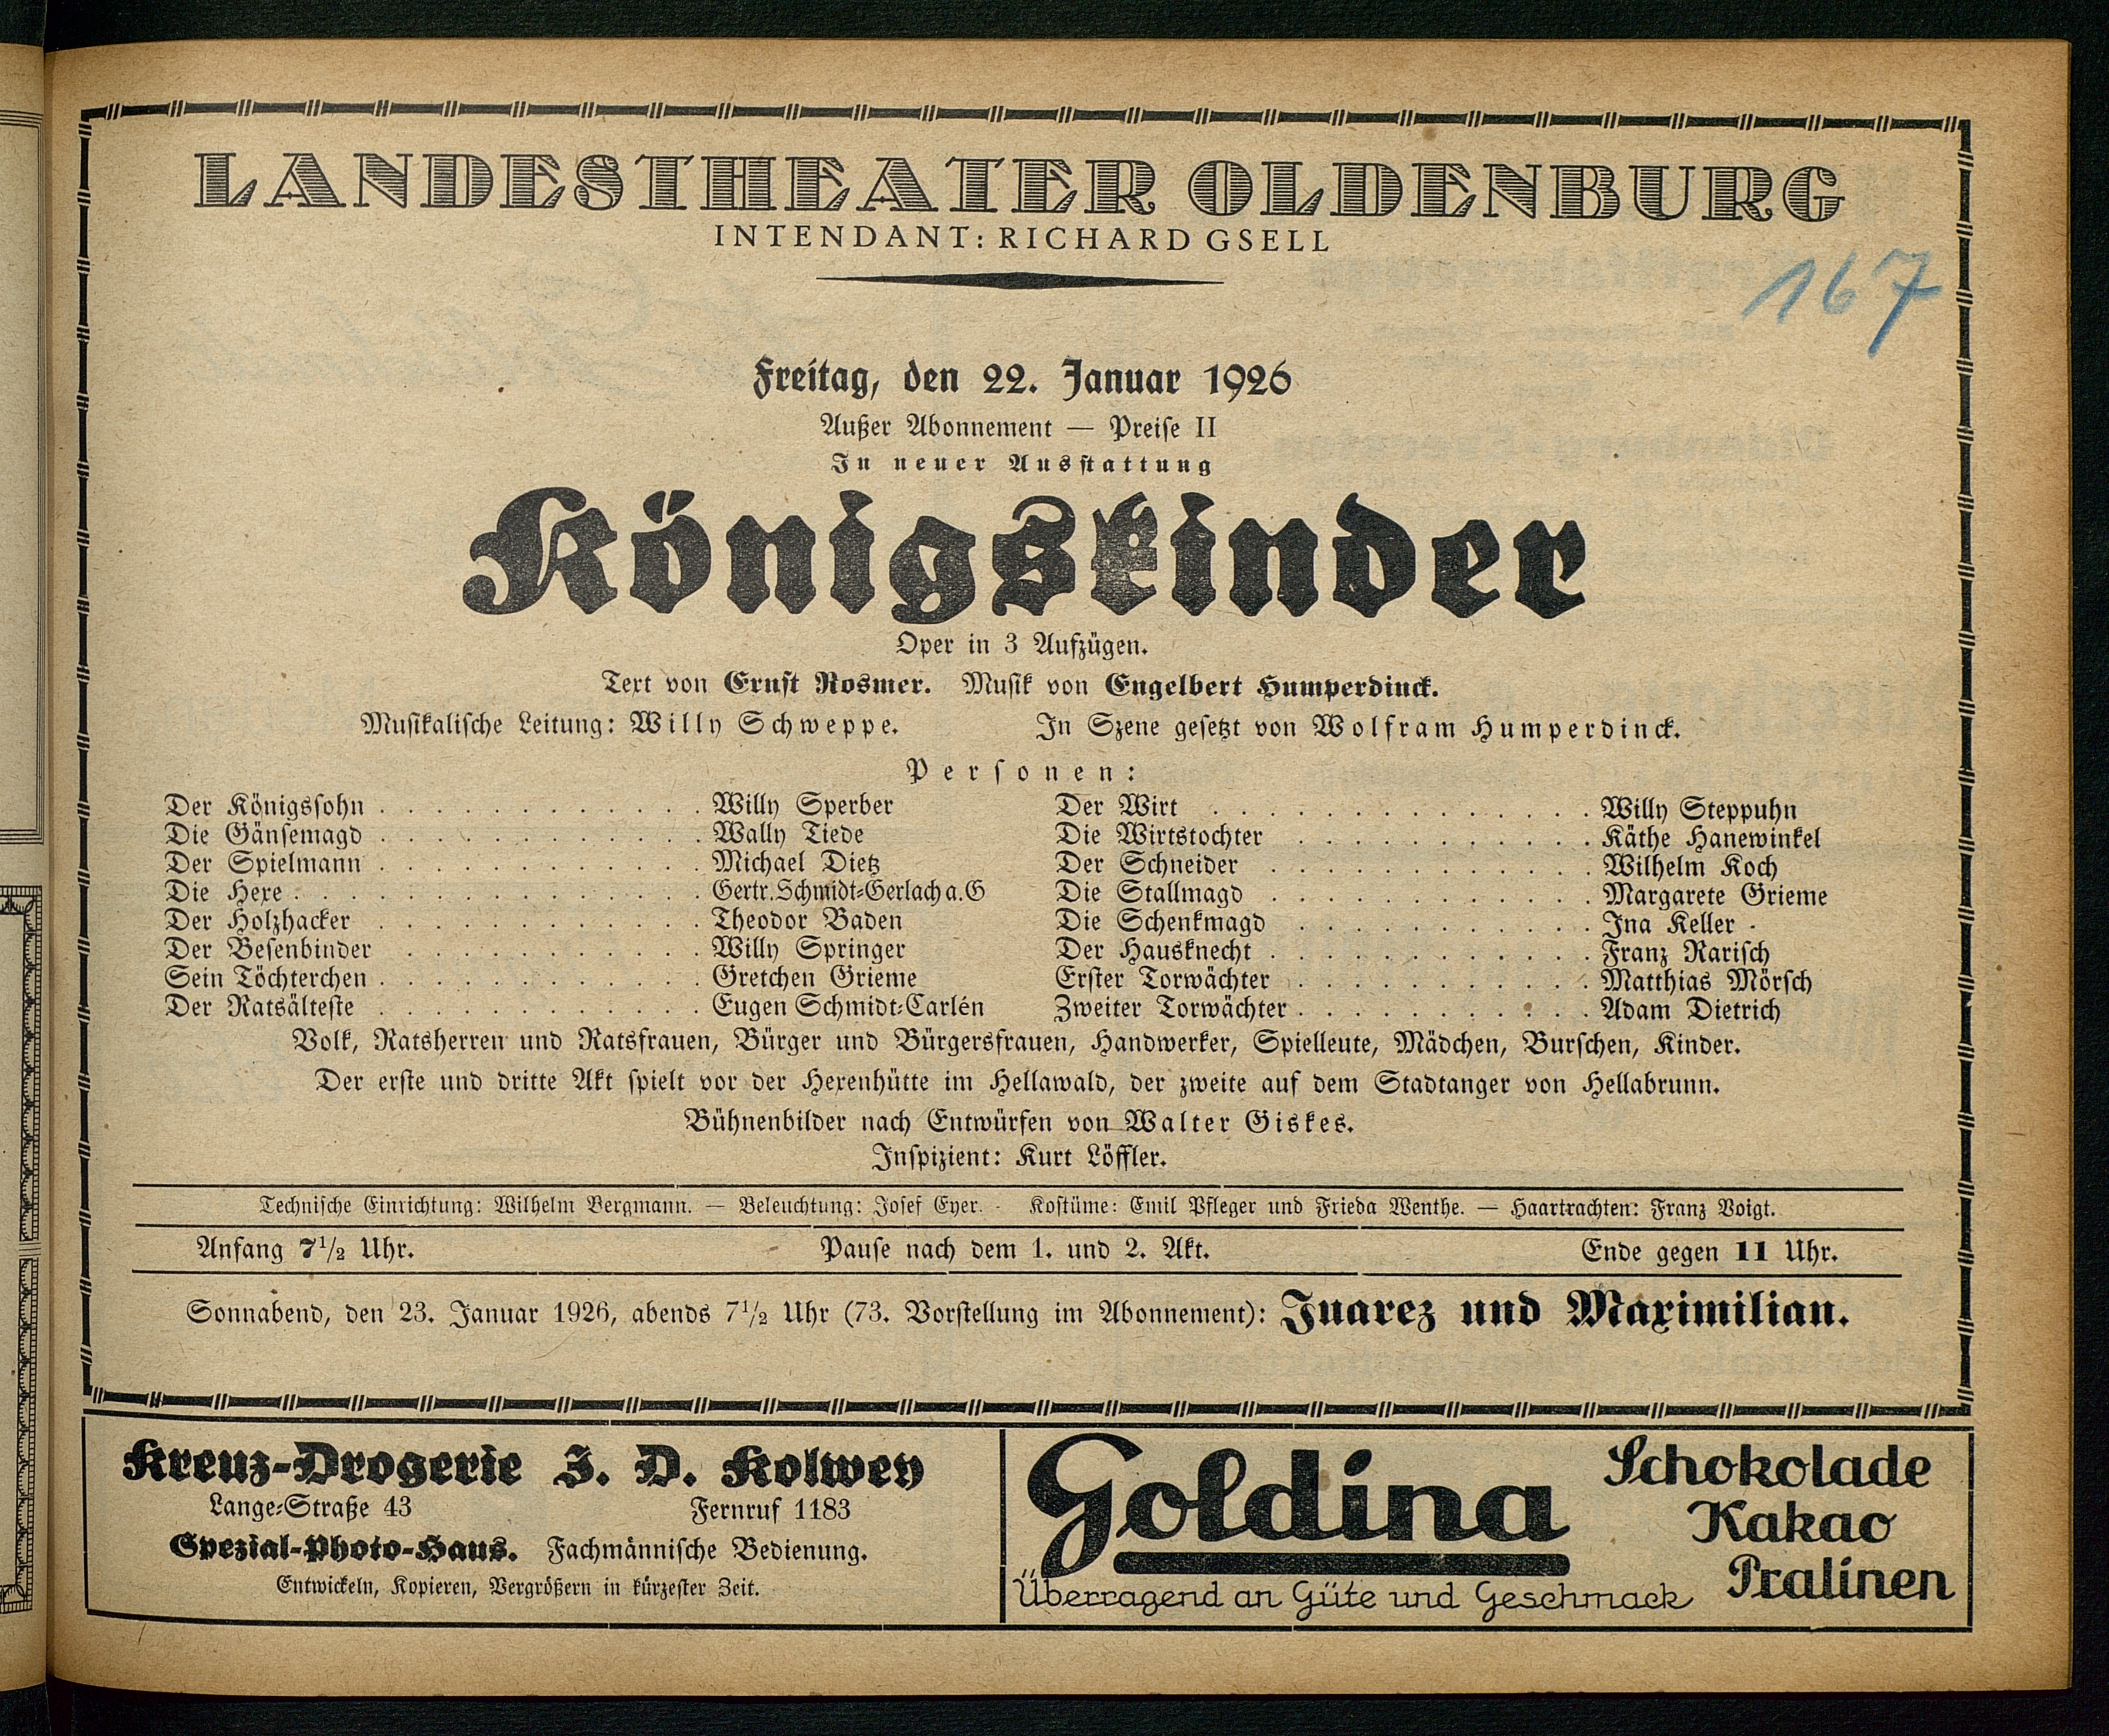 LANDESTHEATER OLDENBURG
INTENDANT: RICHARD GSELL
167
Freitag, den 22. Januar 1926
Außer Abonnement — Preise II
In neuer Ausstattung
Königskinder
Oper in 3 Aufzügen.
Text von Ernst Rosmer. Musik von Engelbert Humperdinck.
Musikalische Leitung: Willy Schweppe. In Szene gesetzt von Wolfram Humperdinck.
Personen:
Der Königssohn . . . . . . . . . . . . Willy Sperber
Die Gänsemagd . . . . . . . . . . . . Wally Tiede
Der Spielmann . . . . . . . . . . . . Michael Dietz
Die Hexe . . . . . . . . . . . . . . . Gertr. Schmidt-Gerlach a. G
Der Holzhacker . . . . . . . . . . . . Theodor Baden
Der Besenbinder . . . . . . . . . . . Willy Springer
Sein Töchterchen . . . . . . . . . . . . Gretchen Grieme
Der Ratsälteste . . . . . . . . . . . . Eugen Schmidt-Carlén
Der Wirt . . . . . . . . . . . . . . Willy Steppuhn
Die Wirtstochter . . . . . . . . . . . Käthe Hanewinkel
Der Schneider . . . . . . . . . . . . Wilhelm Koch
Die Stallmagd . . . . . . . . . . . . Margarete Grieme
Die Schenkmagd . . . . . . . . . . . Ina Keller
Der Hausknecht . . . . . . . . . . . . Franz Rarisch
Erster Torwächter . . . . . . . . . . . Matthias Mörsch
Zweiter Torwächter . . . . . . . . . . . Adam Dietrich
Volk, Ratsherren und Ratsfrauen, Bürger und Bürgersfrauen, Handwerker, Spielleute, Mädchen, Burschen, Kinder.
Der erste und dritte Akt spielt vor der Hexenhütte im Hellawald, der zweite auf dem Stadtanger von Hellabrunn.
Bühnenbilder nach Entwürfen von Walter Giskes.
Inspizient: Kurt Löffler.
Technische Einrichtung: Wilhelm Bergmann. — Beleuchtung: Josef Eyer. - Kostüme: Emil Pfleger und Frieda Wenthe. — Haartrachten: Franz Voigt.
Anfang 7½ Uhr. Pause nach dem 1. und 2. Akt. Ende gegen 11 Uhr.
Sonnabend, den 23. Januar 1926, abends 7½ Uhr (73. Vorstellung im Abonnement): Juarez und Maximilian.
Kreuz-Drogerie J. D. Kolwey
Lange-Straße 43 Fernruf 1183
Spezial-Photo-Haus. Fachmännische Bedienung.
Entwickeln, Kopieren, Vergrößern in kürzester Zeit.
Goldina
Überragend an Güte und Geschmack
Schokolade
Kakao
Pralinen